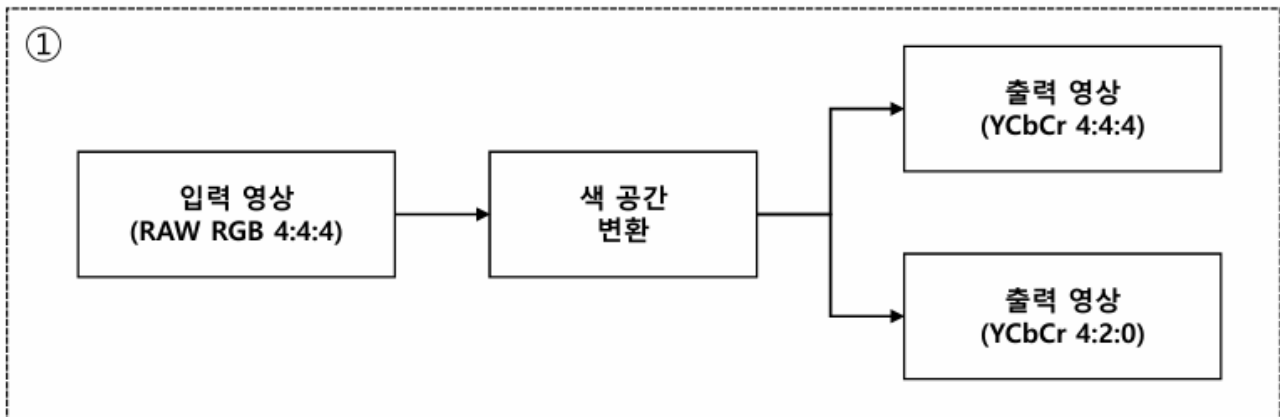 ①
입력 영상
(RAW RGB 4:4:4)
색 공간
변환
출력 영상
(YCbCr 4:4:4)
출력 영상
(YCbCr 4:2:0)